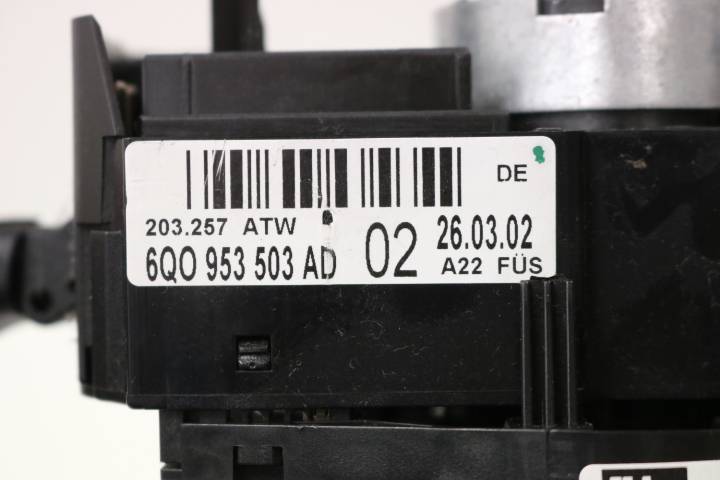 DE
203.257 ATW
6Q0 953 503 AD 02 26.03.02
A22 FÜS